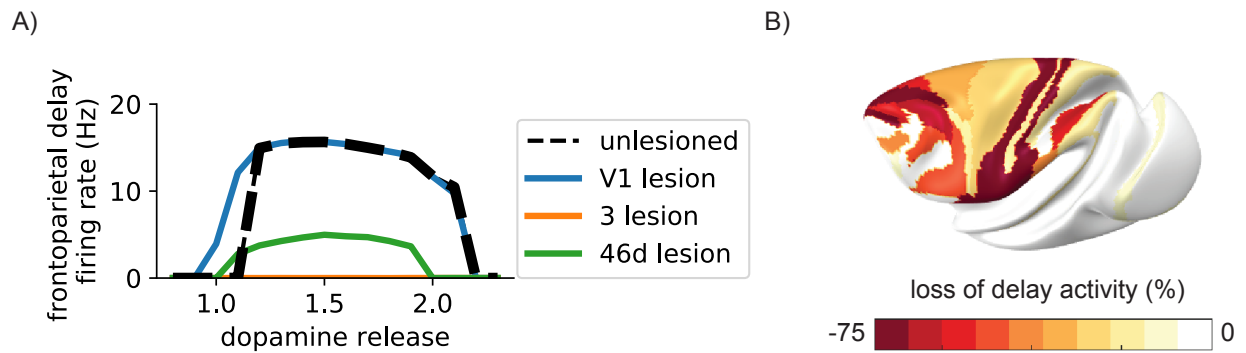 A)
frontoparietal delay
firing rate (Hz)
20
10
0
1.0
1.5
2.0
dopamine release
unlesioned
V1 lesion
3 lesion
46d lesion
B)
loss of delay activity (%)
-75
0